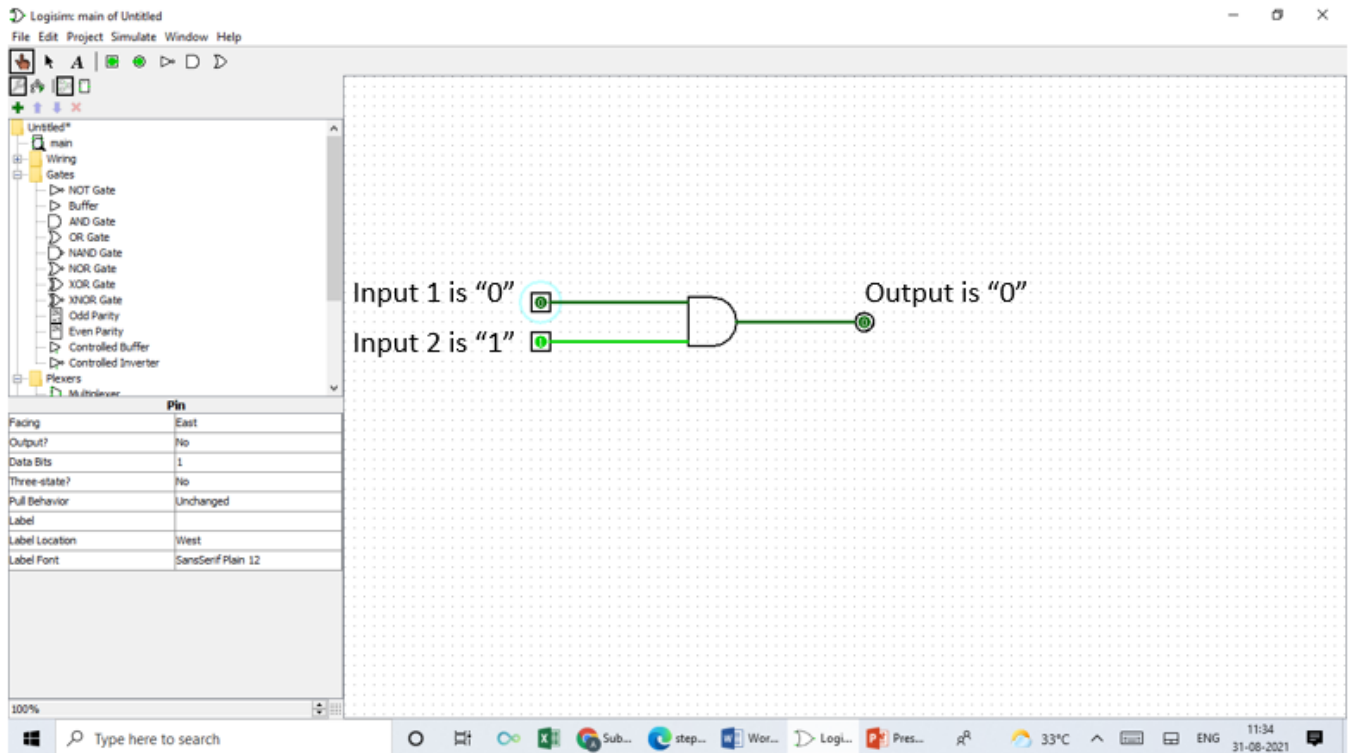 Logisim: main of Untitled
File Edit Project Simulate Window Help
A
Untitled*
main
Wiring
Gates
NOT Gate
Buffer
AND Gate
OR Gate
NAND Gate
NOR Gate
XOR Gate
XNOR Gate
Odd Parity
Even Parity
Controlled Buffer
Controlled Inverter
Plexers
Multiplexer
Pin
Facing East
Output? No
Data Bits 1
Three-state? No
Pull Behavior Unchanged
Label
Label Location West
Label Font SansSerif Plain 12
100%
Input 1 is “0” 0
Output is “0” 0
Input 2 is “1” 1
Type here to search
Sub... step... Wor... Logi... Pres... 33°C ENG 11:34
31-08-2021